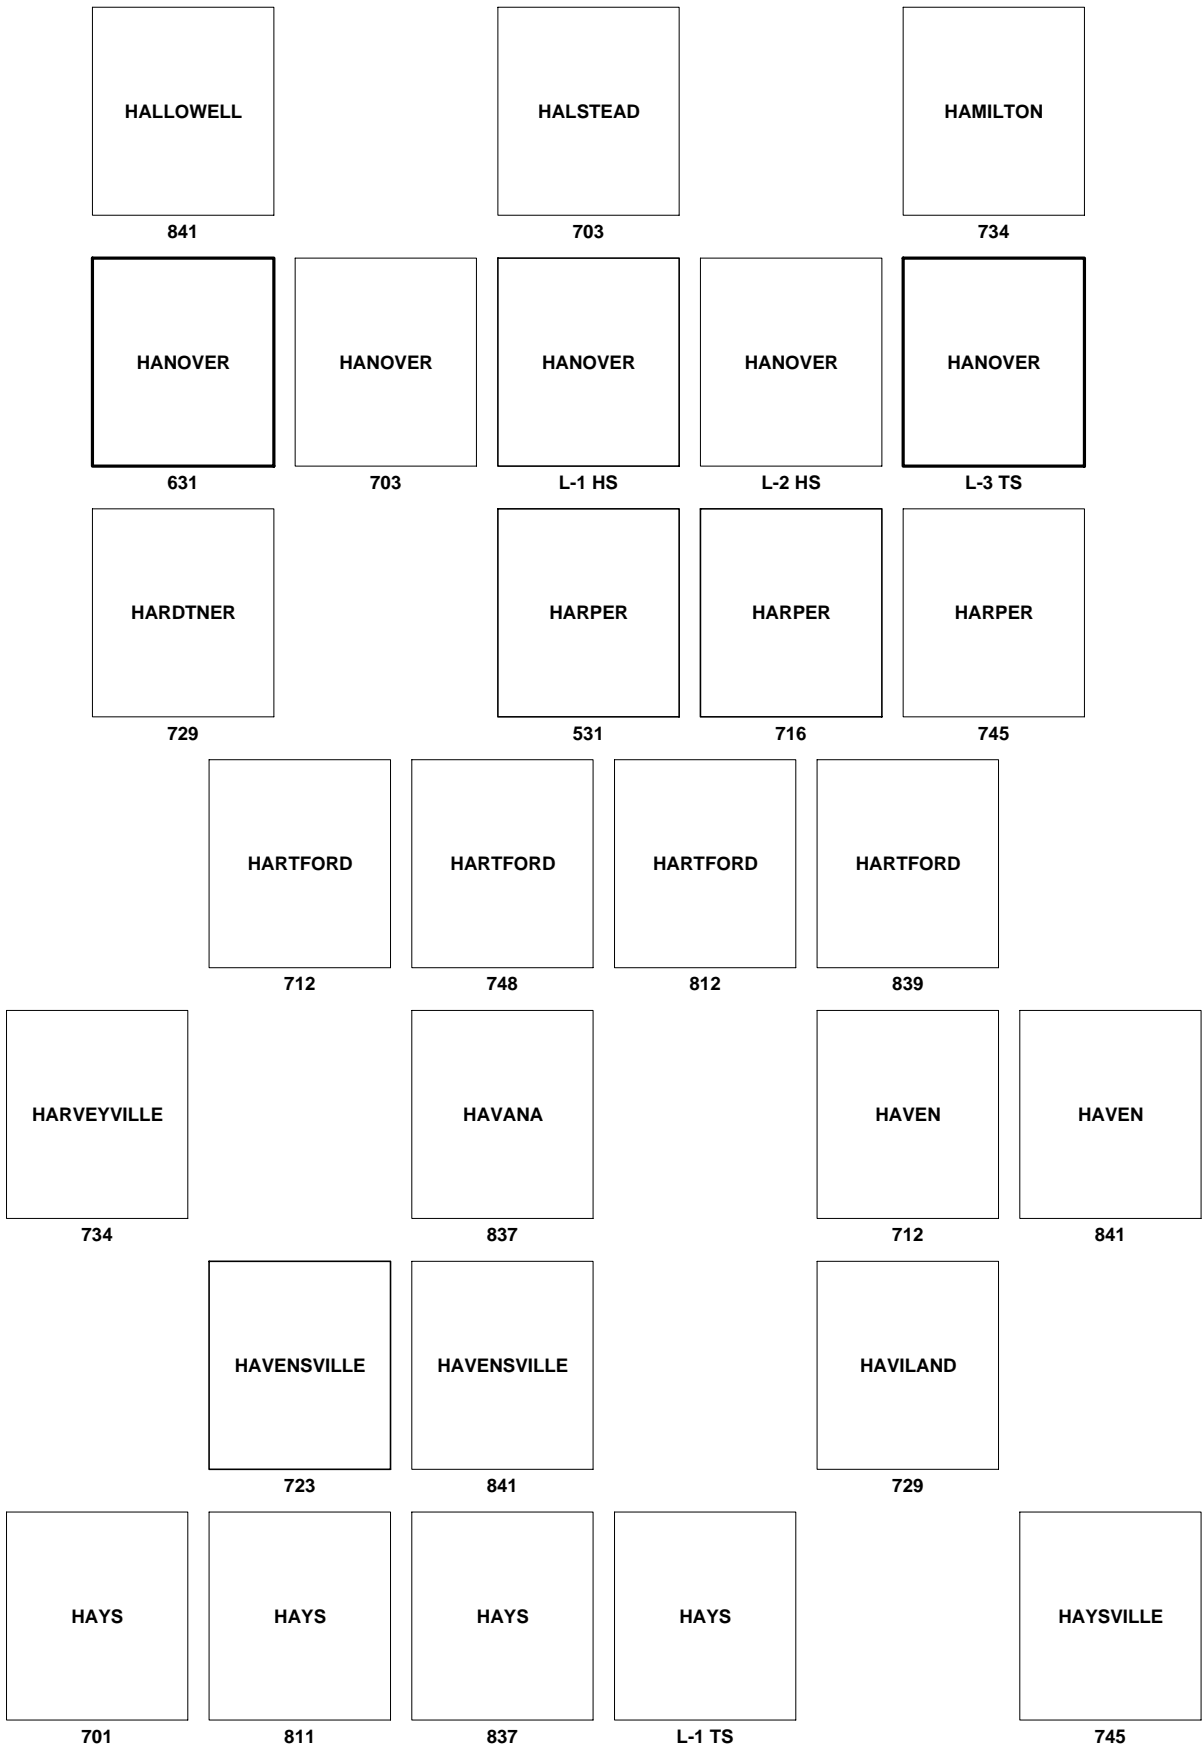 HALLOWELL HALSTEAD HAMILTON
841 703 734
HANOVER HANOVER HANOVER HANOVER HANOVER
631 703 L-1 HS L-2 HS L-3 TS
HARDTNER HARPER HARPER HARPER
729 531 716 745
HARTFORD HARTFORD HARTFORD HARTFORD
712 748 812 839
HARVEYVILLE HAVANA HAVEN HAVEN
734 837 712 841
HAVENSVILLE HAVENSVILLE HAVILAND
723 841 729
HAYS HAYS HAYS HAYS HAYSVILLE
701 811 837 L-1 TS 745